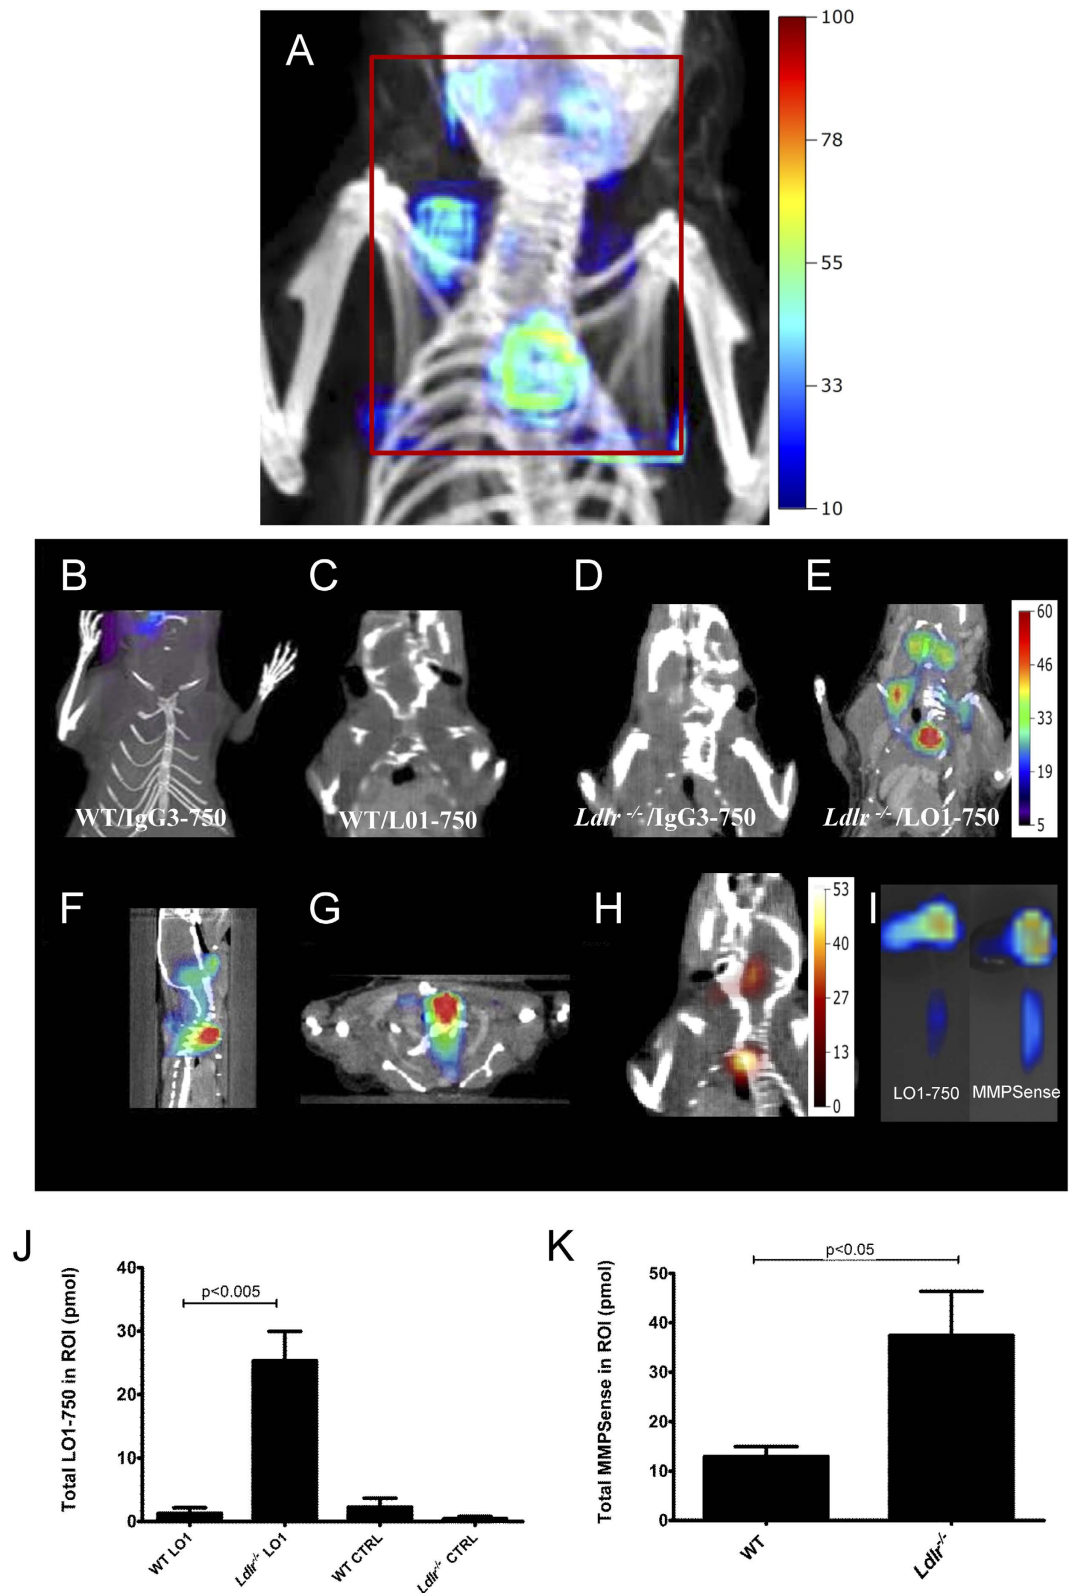 A
100
78
55
33
10
B
C
D
E
WT/IgG3-750
WT/L01-750
Ldlr -/-/IgG3-750
Ldlr -/-/LO1-750
60
46
33
19
5
F
G
H
I
53
40
27
13
0
LO1-750
MMPSense
J
Total LO1-750 in ROI (pmol)
40
30
20
10
0
p<0.005
WT LO1
Ldlr-/- LO1
WT CTRL
Ldlr-/- CTRL
K
Total MMPSense in ROI (pmol)
50
40
30
20
10
0
p<0.05
WT
Ldlr-/-